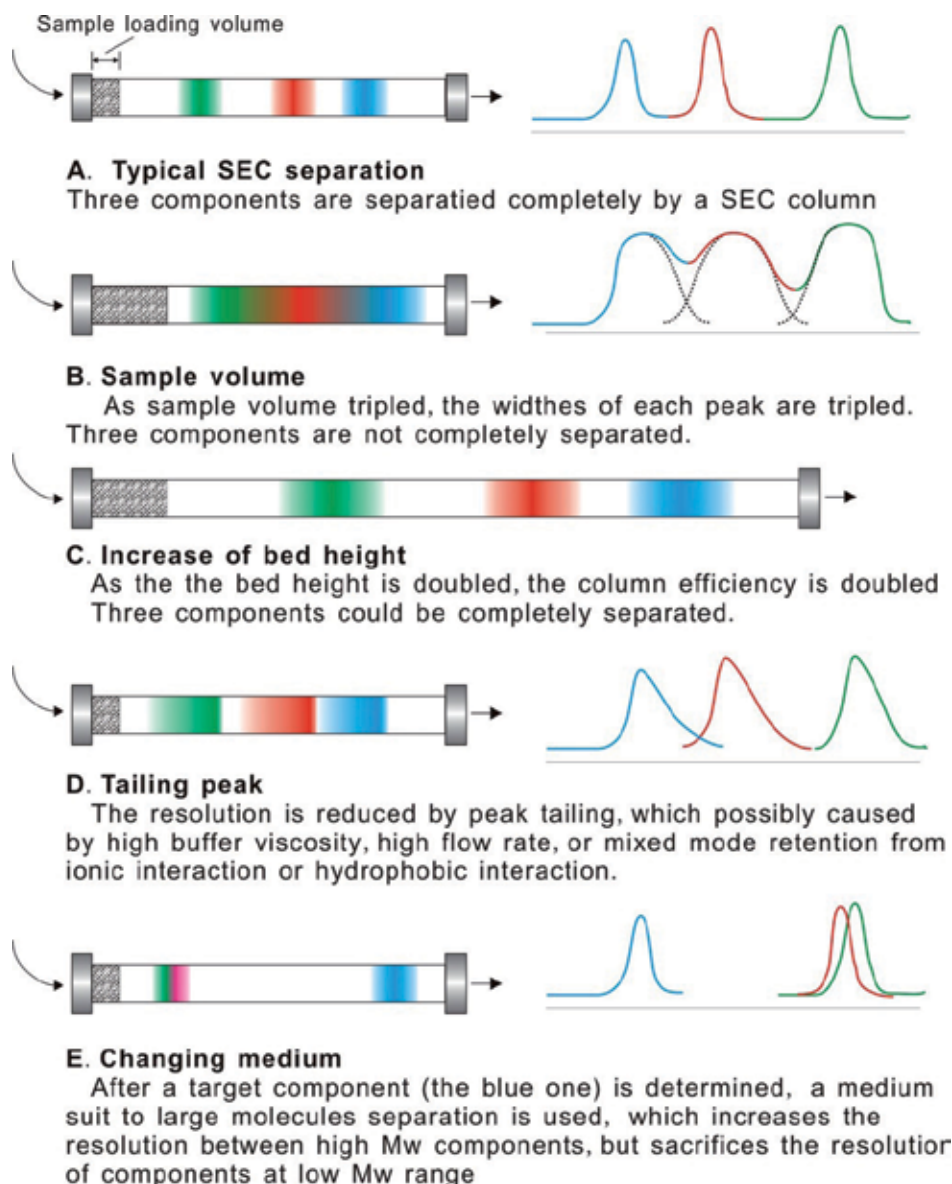 Sample loading volume
A. Typical SEC separation
Three components are separatied completely by a SEC column
B. Sample volume
As sample volume tripled, the widthes of each peak are tripled.
Three components are not completely separated.
C. Increase of bed height
As the the bed height is doubled, the column efficiency is doubled
Three components could be completely separated.
D. Tailing peak
The resolution is reduced by peak tailing, which possibly caused
by high buffer viscosity, high flow rate, or mixed mode retention from
ionic interaction or hydrophobic interaction.
E. Changing medium
After a target component (the blue one) is determined, a medium
suit to large molecules separation is used, which increases the
resolution between high Mw components, but sacrifices the resolution
of components at low Mw range